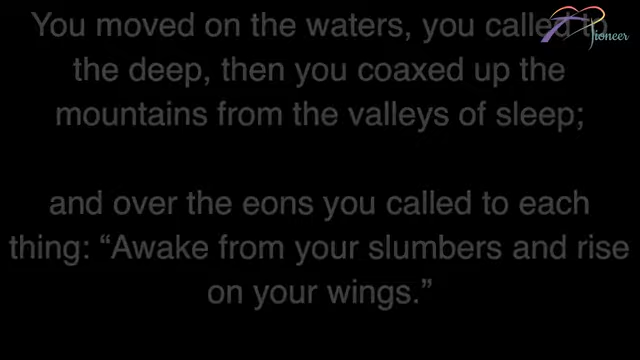 You moved on the waters, you called to
the deep, then you coaxed up the
mountains from the valleys of sleep;
and over the eons you called to each
thing: “Awake from your slumbers and rise
on your wings.”
Pioneer